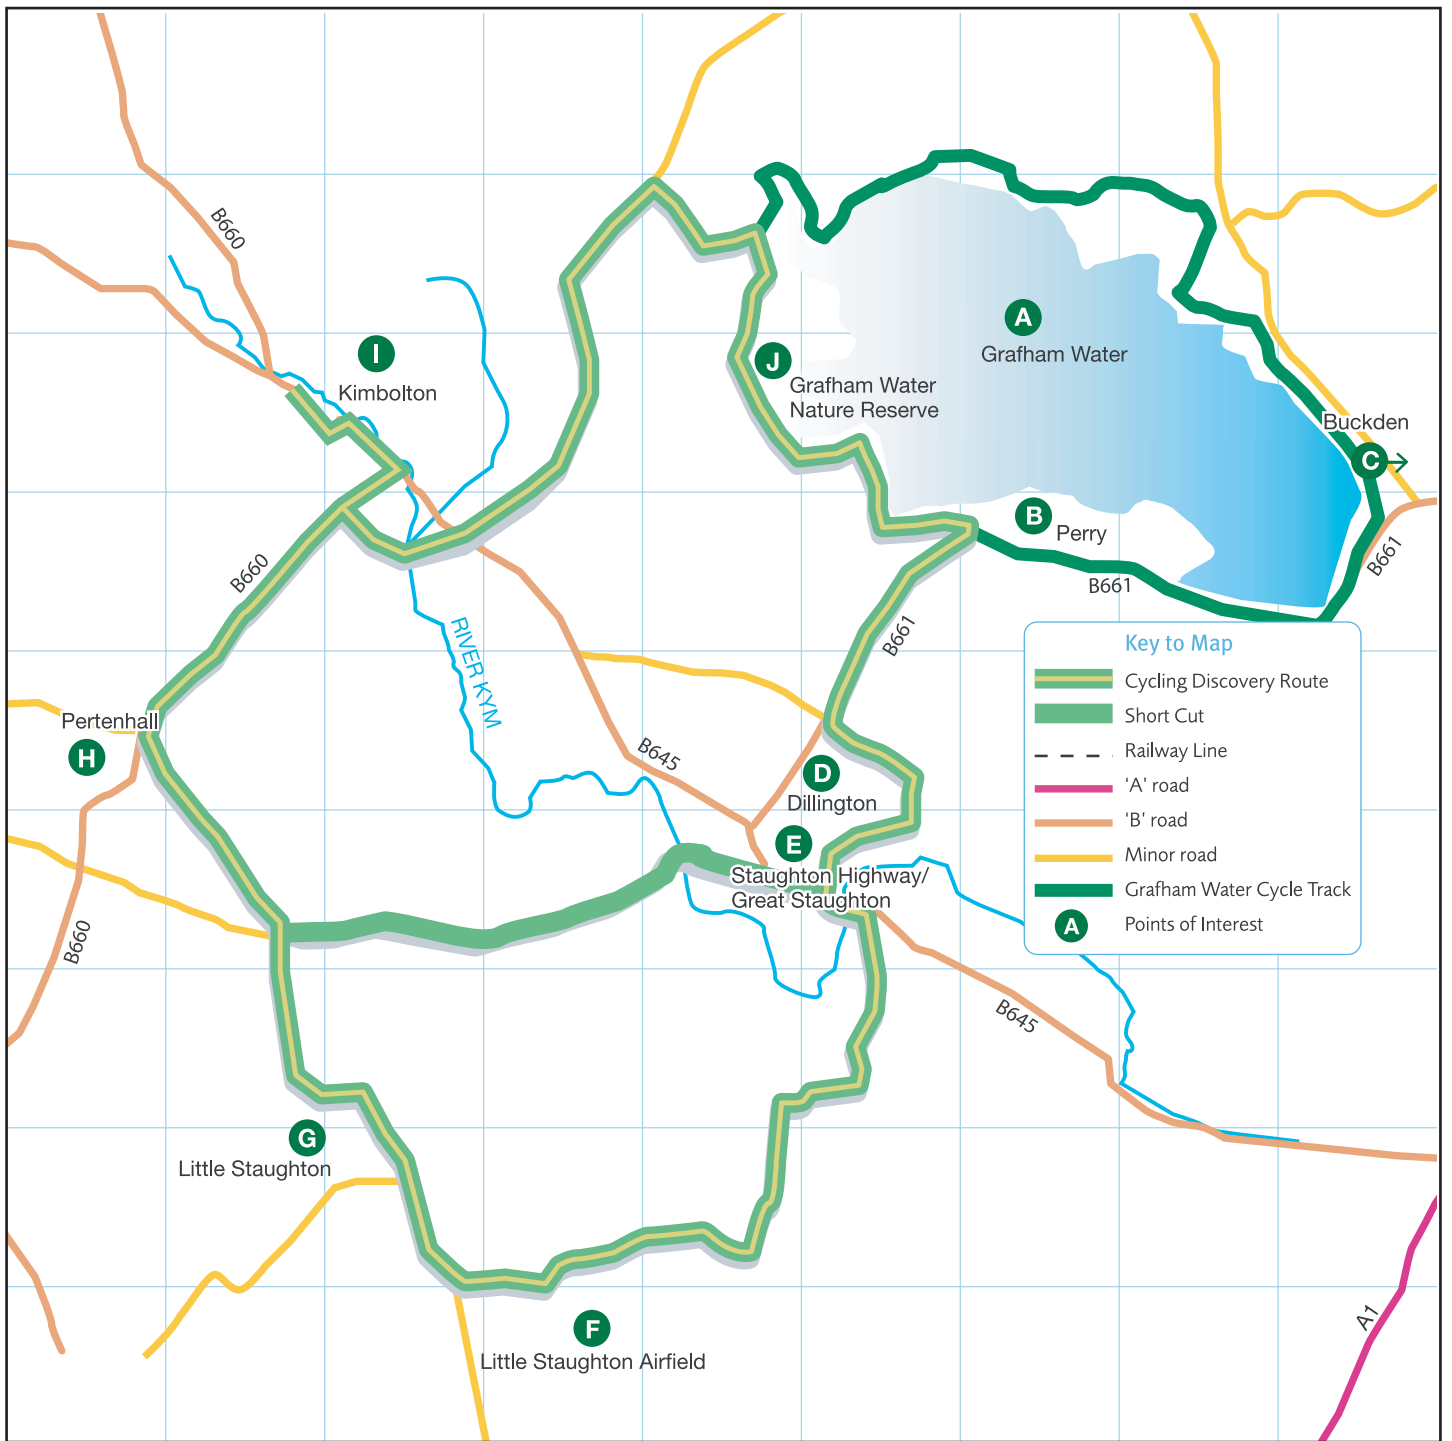 B660
I
Kimbolton
A
Grafham Water
J
Grafham Water
Nature Reserve
Buckden
C
B
Perry
B661
B661
B660
B661
RIVER KYM
Pertenhall
H
B645
D
Dillington
E
Staughton Highway/
Great Staughton
B660
B645
G
Little Staughton
F
Little Staughton Airfield
A1
Key to Map
Cycling Discovery Route
Short Cut
Railway Line
‘A’ road
‘B’ road
Minor road
Grafham Water Cycle Track
A
Points of Interest